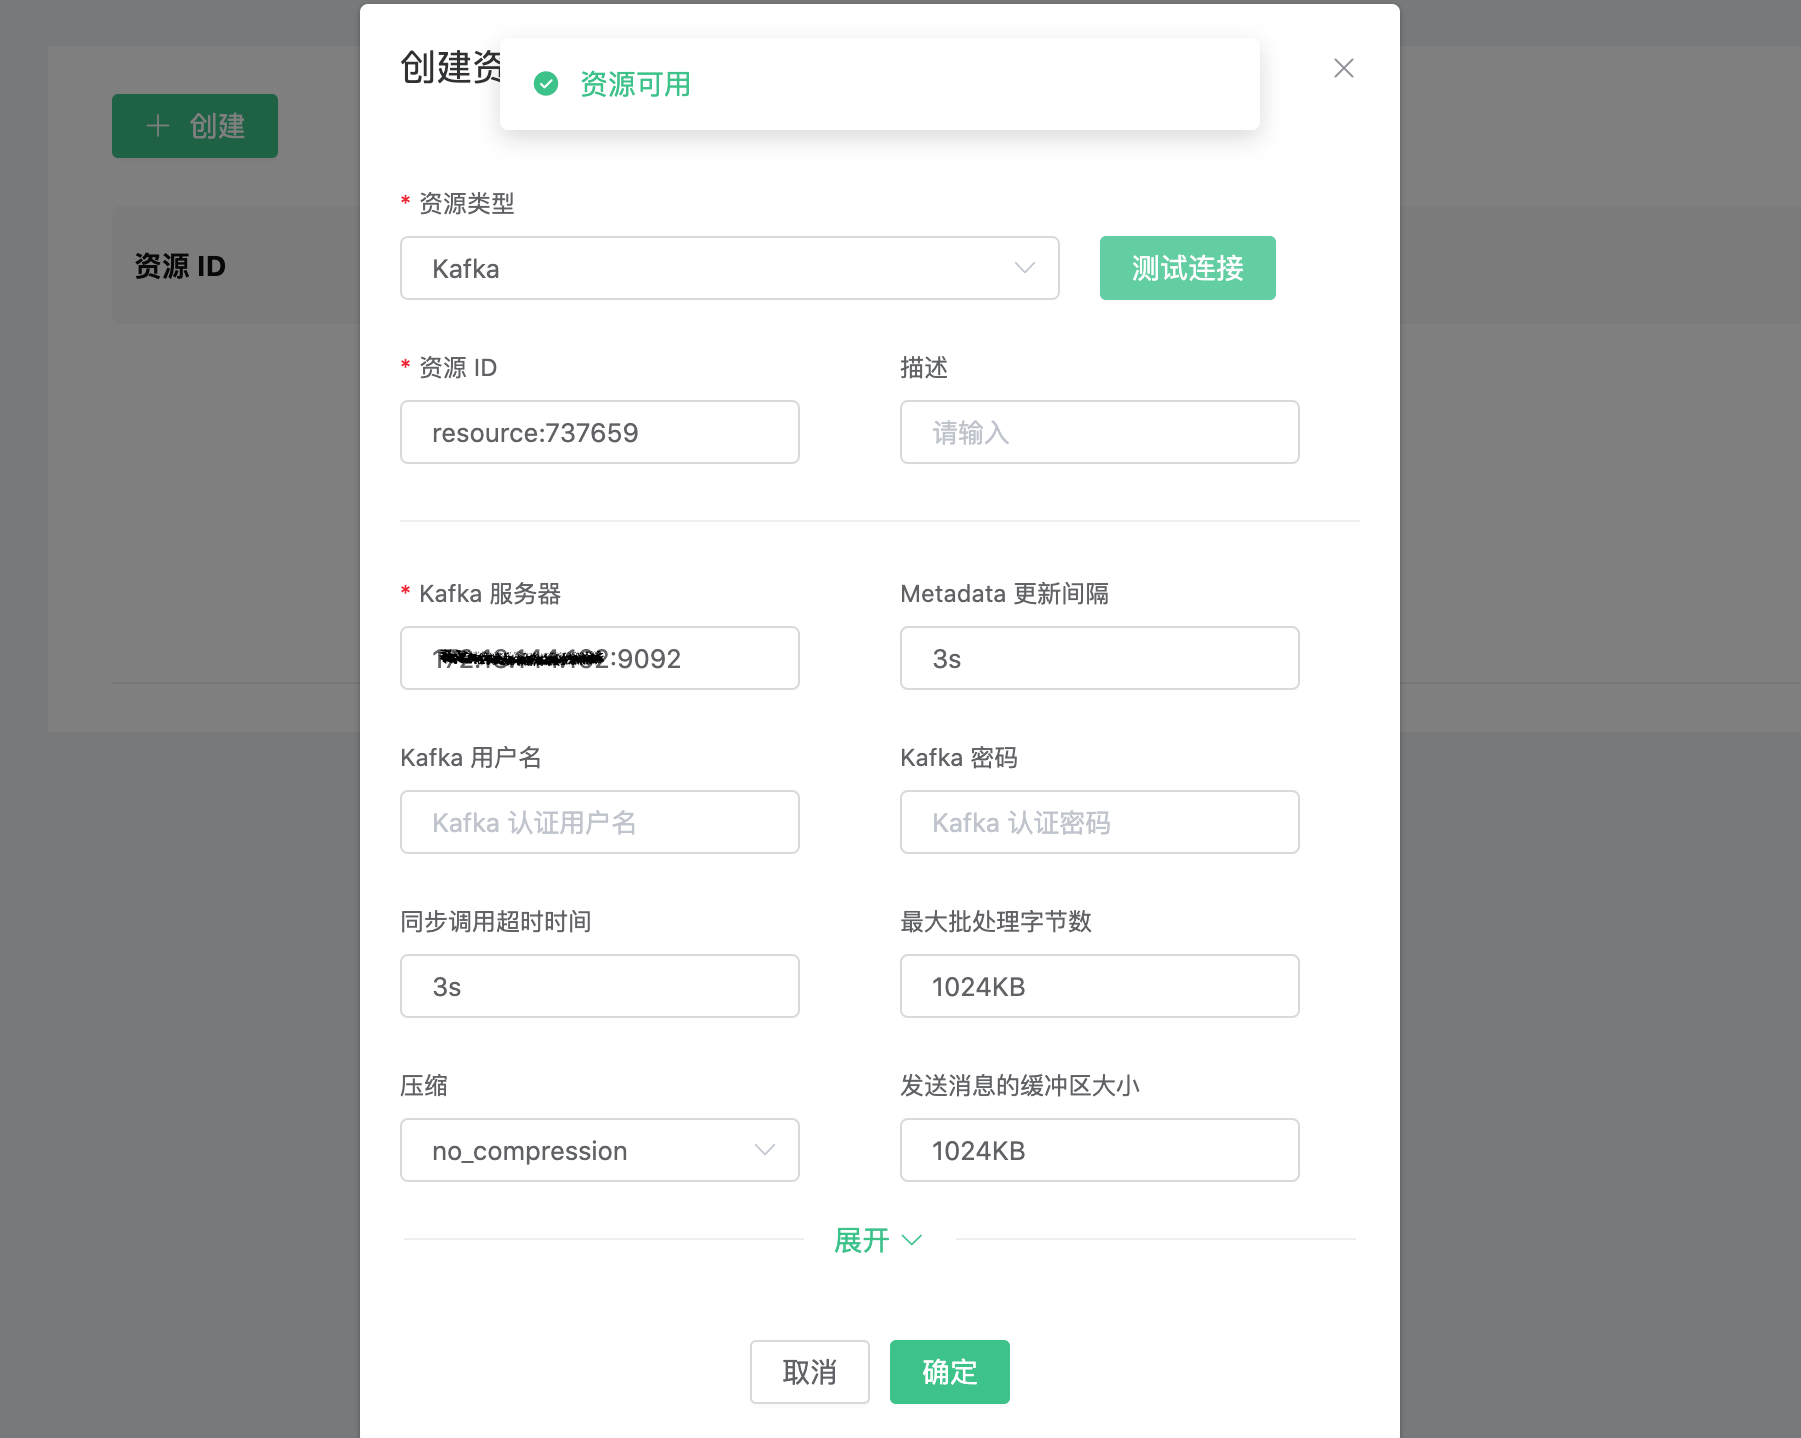 创建资
资源可用
创建
资源 ID
* 资源类型
Kafka
测试连接
* 资源 ID
描述
resource:737659
请输入
* Kafka 服务器
Metadata 更新间隔
:9092
3s
Kafka 用户名
Kafka 密码
Kafka 认证用户名
Kafka 认证密码
同步调用超时时间
最大批处理字节数
3s
1024KB
压缩
发送消息的缓冲区大小
no_compression
1024KB
展开
取消
确定